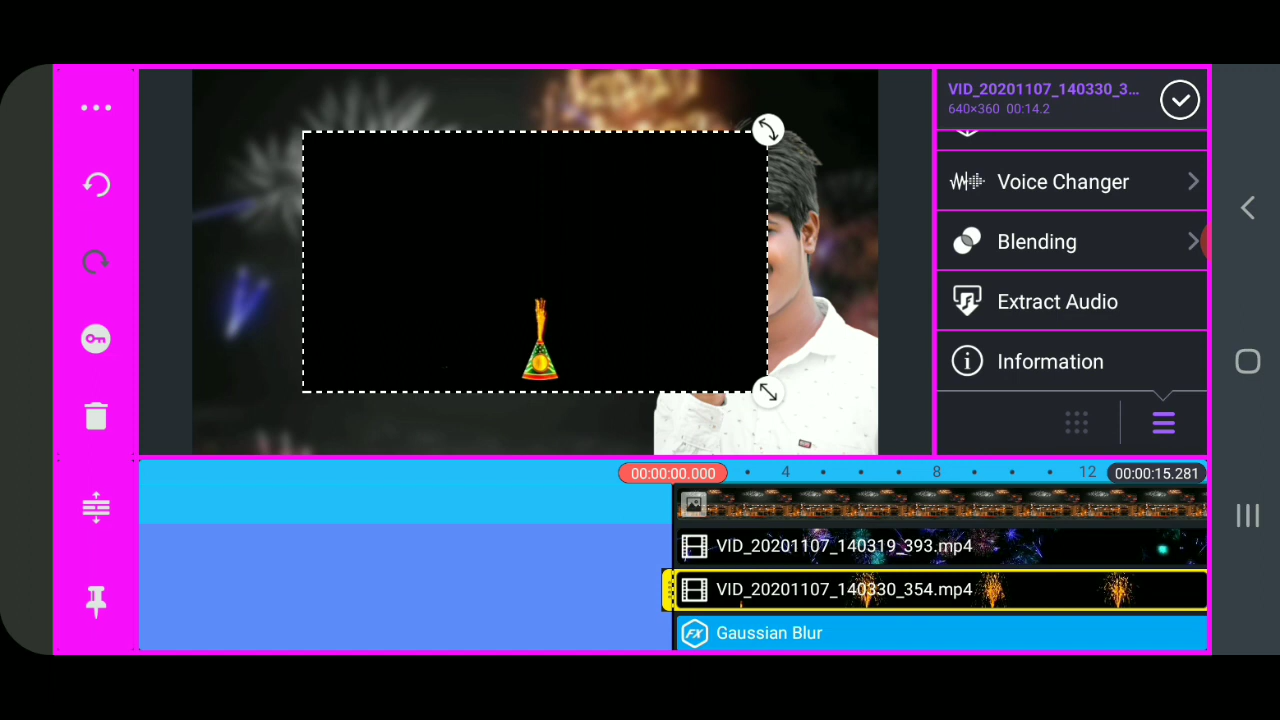 VID_20201107_140330_3...
640×360 00:14.2
Voice Changer
Blending
Extract Audio
Information
00:00:00.000
4
8
12
00:00:15.281
VID_20201107_140319_393.mp4
VID_20201107_140330_354.mp4
FX Gaussian Blur